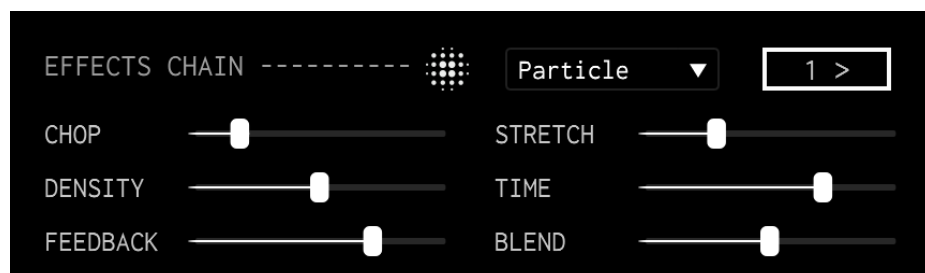 EFFECTS CHAIN ---------- Particle ▼ 1 >
CHOP STRETCH
DENSITY TIME
FEEDBACK BLEND